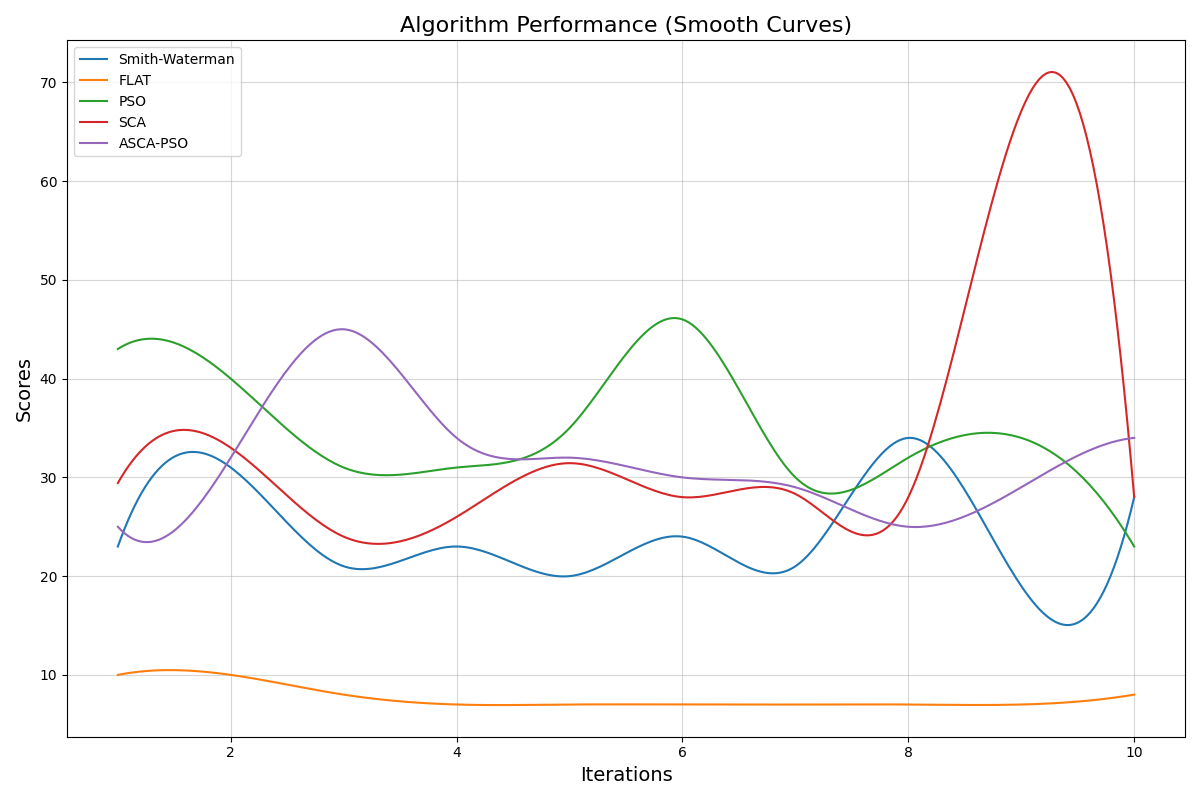 Algorithm Performance (Smooth Curves)
Smith-Waterman
FLAT
PSO
SCA
ASCA-PSO
Scores
70
60
50
40
30
20
10
2 4 6 8 10
Iterations